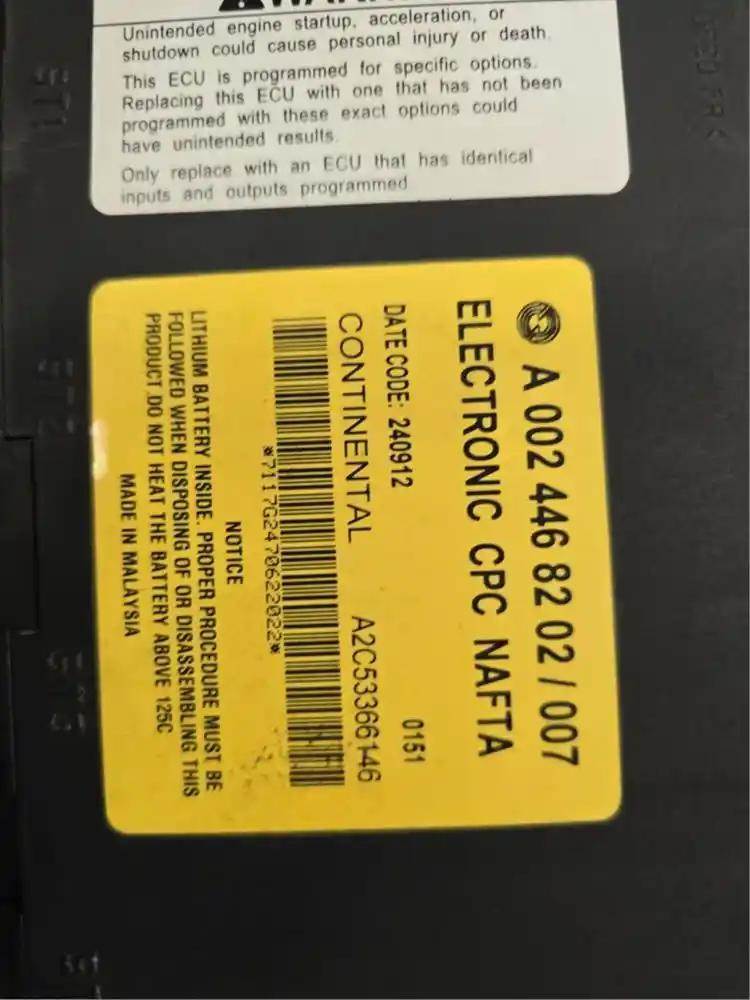 Unintended engine startup, acceleration, or
shutdown could cause personal injury or death.
This ECU is programmed for specific options.
Replacing this ECU with one that has not been
programmed with these exact options could
have unintended results.
Only replace with an ECU that has identical
inputs and outputs programmed
A 002 446 82 02 / 007
ELECTRONIC CPC NAFTA
DATE CODE: 240912 0151
CONTINENTAL A2C53366146
*7117G2470622022*
NOTICE
LITHIUM BATTERY INSIDE. PROPER PROCEDURE MUST BE
FOLLOWED WHEN DISPOSING OF OR DISASSEMBLING THIS
PRODUCT.DO NOT HEAT THE BATTERY ABOVE 125C
MADE IN MALAYSIA